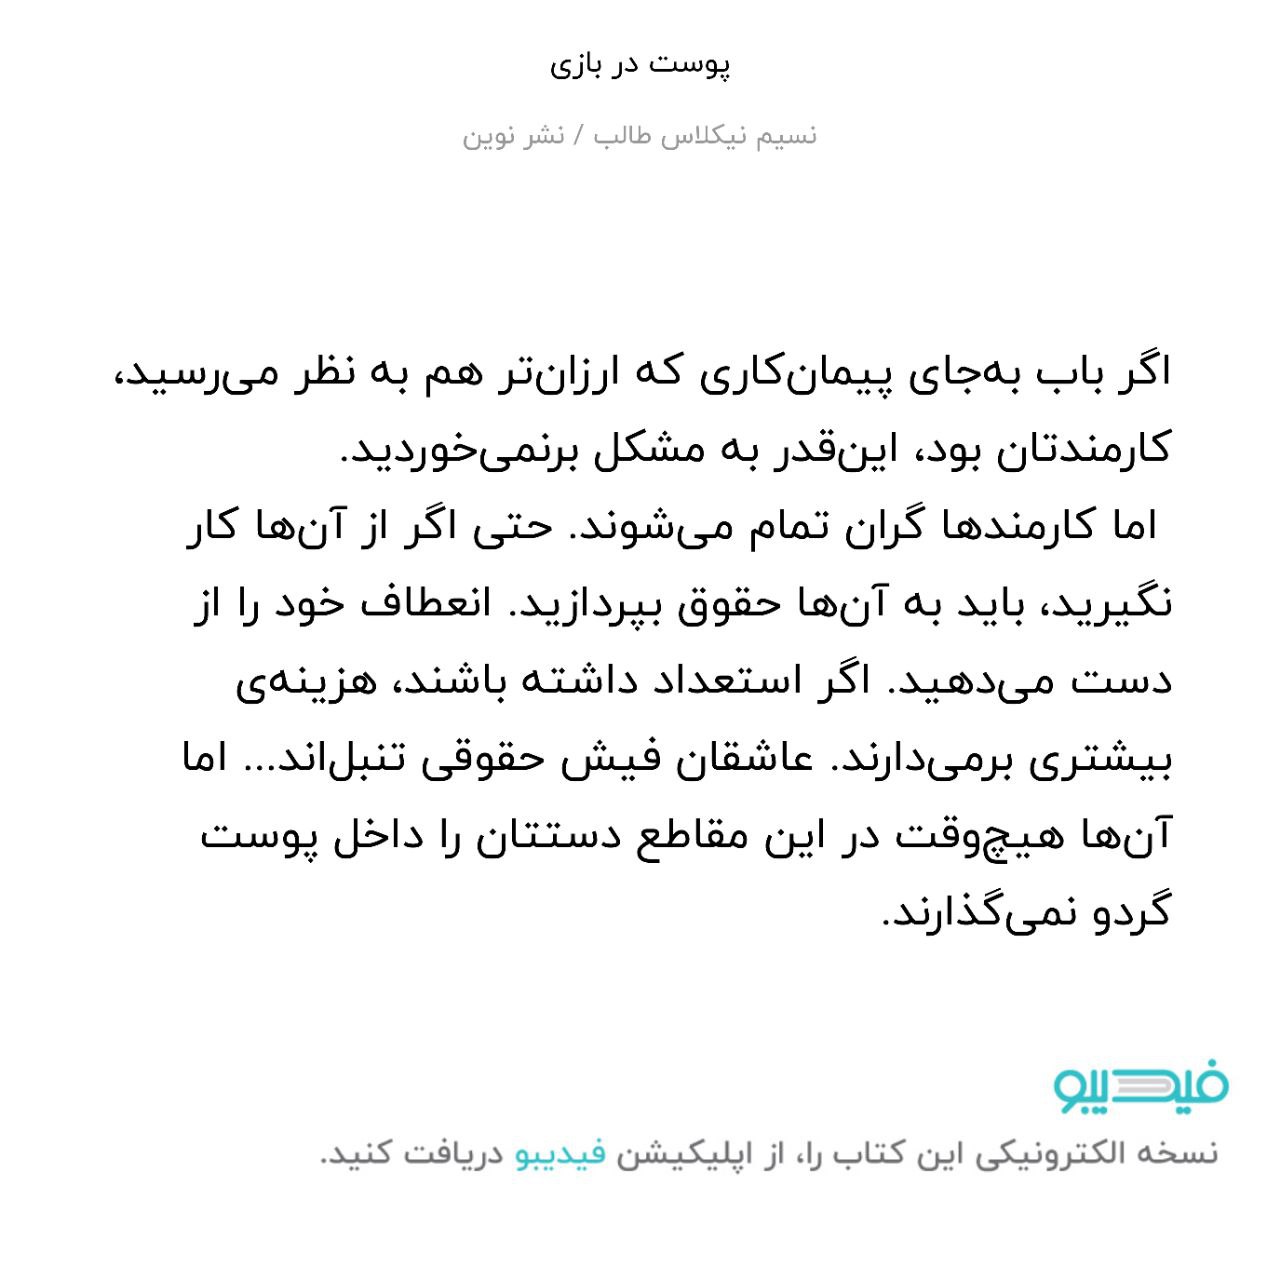 پوست در بازی
نسیم نیکلاس طالب / نشر نوین
اگر باب به‌جای پیمان‌کاری که ارزان‌تر هم به نظر می‌رسید،
کارمندتان بود، این‌قدر به مشکل برنمی‌خوردید.
اما کارمندها گران تمام می‌شوند. حتی اگر از آن‌ها کار
نگیرید، باید به آن‌ها حقوق بپردازید. انعطاف خود را از
دست می‌دهید. اگر استعداد داشته باشند، هزینه‌ی
بیشتری برمی‌دارند. عاشقان فیش حقوقی تنبل‌اند... اما
آن‌ها هیچ‌وقت در این مقاطع دستتان را داخل پوست
گردو نمی‌گذارند.
فیدیبو
نسخه الکترونیکی این کتاب را، از اپلیکیشن فیدیبو دریافت کنید.